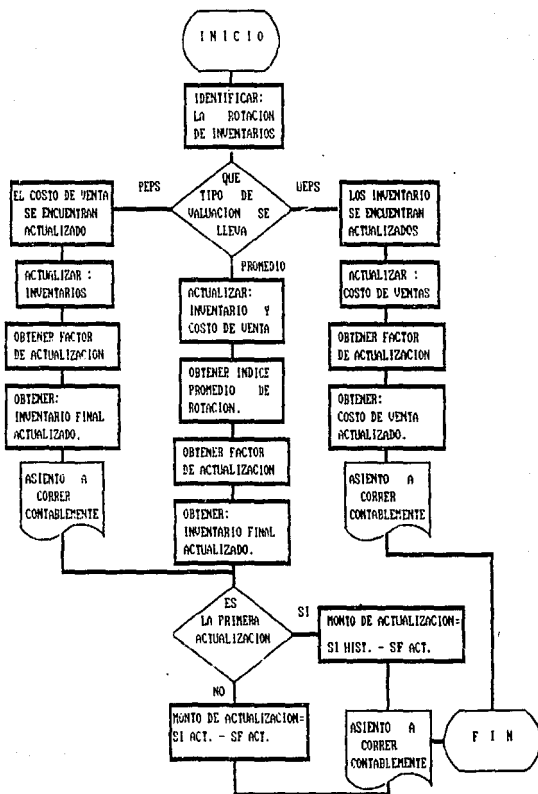 I N I C I O
IDENTIFICAR:
LA ROTACION
DE INVENTARIOS
QUE
TIPO DE
VALUACION SE
LLEVA
PEPS
EL COSTO DE VENTA
SE ENCUENTRAN
ACTUALIZADO
ACTUALIZAR :
INVENTARIOS
OBTENER FACTOR
DE ACTUALIZACION
OBTENER:
INVENTARIO FINAL
ACTUALIZADO.
ASIENTO A
CORRER
CONTABLEMENTE
PROMEDIO
ACTUALIZAR:
INVENTARIO Y
COSTO DE VENTA
OBTENER INDICE
PROMEDIO DE
ROTACION.
OBTENER FACTOR
DE ACTUALIZACION
OBTENER:
INVENTARIO FINAL
ACTUALIZADO.
UEPS
LOS INVENTARIO
SE ENCUENTRAN
ACTUALIZADOS
ACTUALIZAR :
COSTO DE VENTAS
OBTENER FACTOR
DE ACTUALIZACION
OBTENER:
COSTO DE VENTA
ACTUALIZADO.
ASIENTO A
CORRER
CONTABLEMENTE
ES
LA PRIMERA
ACTUALIZACION
SI
MONTO DE ACTUALIZACION=
SI HIST. - SF ACT.
NO
MONTO DE ACTUALIZACION=
SI ACT. - SF ACT.
ASIENTO A
CORRER
CONTABLEMENTE
F I N